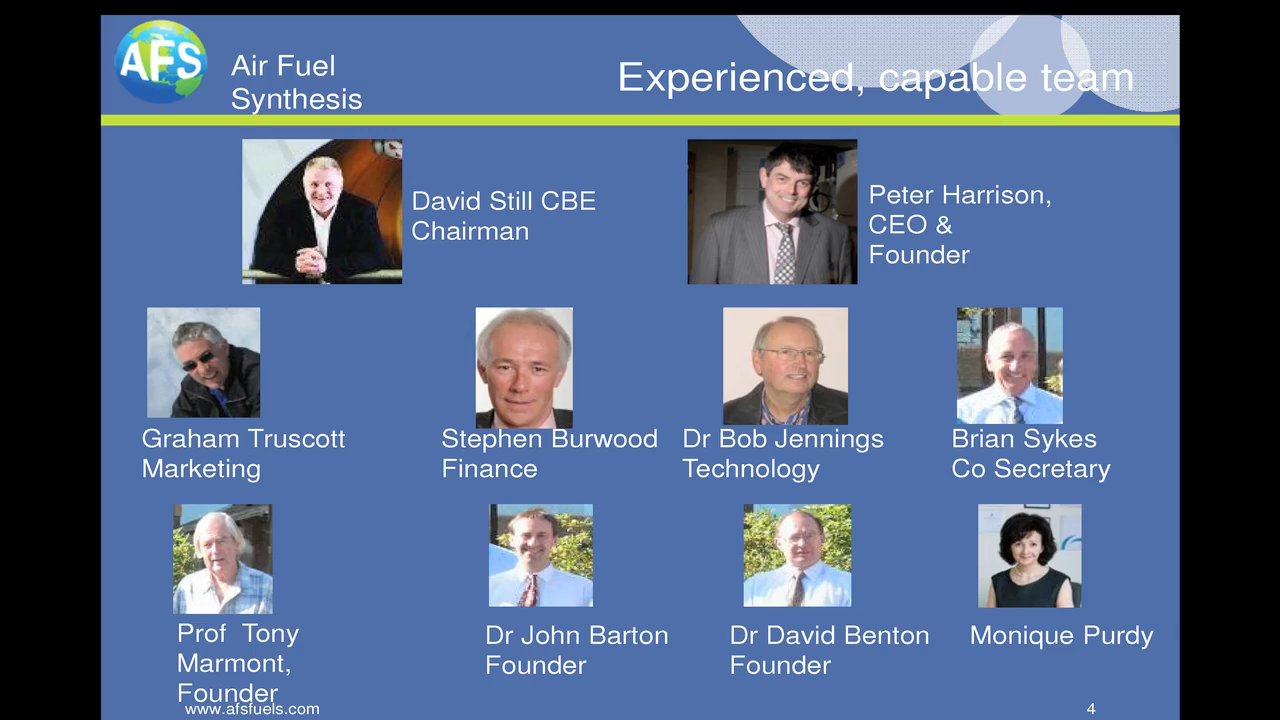 AFS
Air Fuel
Synthesis
Experienced, capable team
David Still CBE
Chairman
Peter Harrison,
CEO &
Founder
Graham Truscott
Marketing
Stephen Burwood
Finance
Dr Bob Jennings
Technology
Brian Sykes
Co Secretary
Prof  Tony
Marmont,
Founder
Dr John Barton
Founder
Dr David Benton
Founder
Monique Purdy
www.afsfuels.com
4